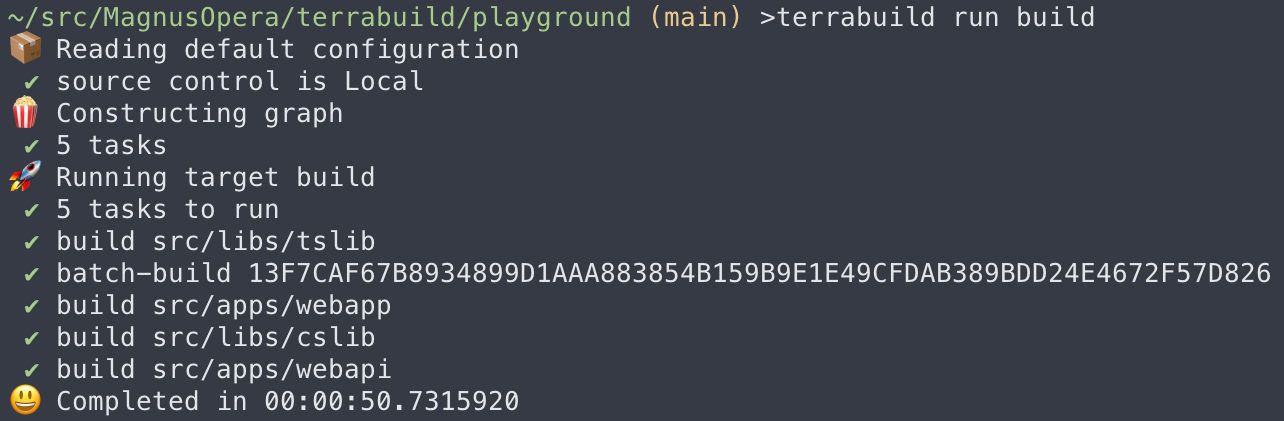 ~/src/MagnusOpera/terrabuild/playground (main) >terrabuild run build
📦 Reading default configuration
✔ source control is Local
🍿 Constructing graph
✔ 5 tasks
🚀 Running target build
✔ 5 tasks to run
✔ build src/libs/tslib
✔ batch-build 13F7CAF67B8934899D1AAA883854B159B9E1E49CFDAB389BDD24E4672F57D826
✔ build src/apps/webapp
✔ build src/libs/cslib
✔ build src/apps/webapi
😃 Completed in 00:00:50.7315920